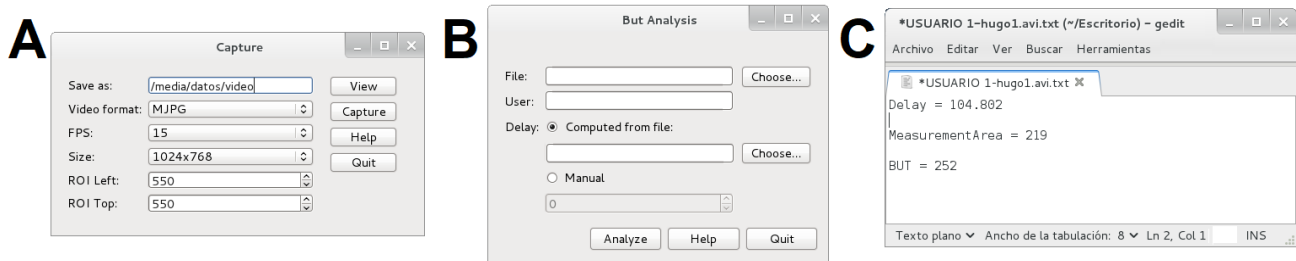 A
Capture
Save as: /media/datos/video View
Video format: MJPG Capture
FPS: 15 Help
Size: 1024x768 Quit
ROI Left: 550
ROI Top: 550
B
But Analysis
File: Choose...
User:
Delay: Computed from file:
Choose...
Manual
0
Analyze Help Quit
C
*USUARIO 1-hugo1.avi.txt (~/Escritorio) - gedit
Archivo Editar Ver Buscar Herramientas
*USUARIO 1-hugo1.avi.txt
Delay = 104.802
MeasurementArea = 219
BUT = 252
Texto plano Ancho de la tabulación: 8 Ln 2, Col 1 INS